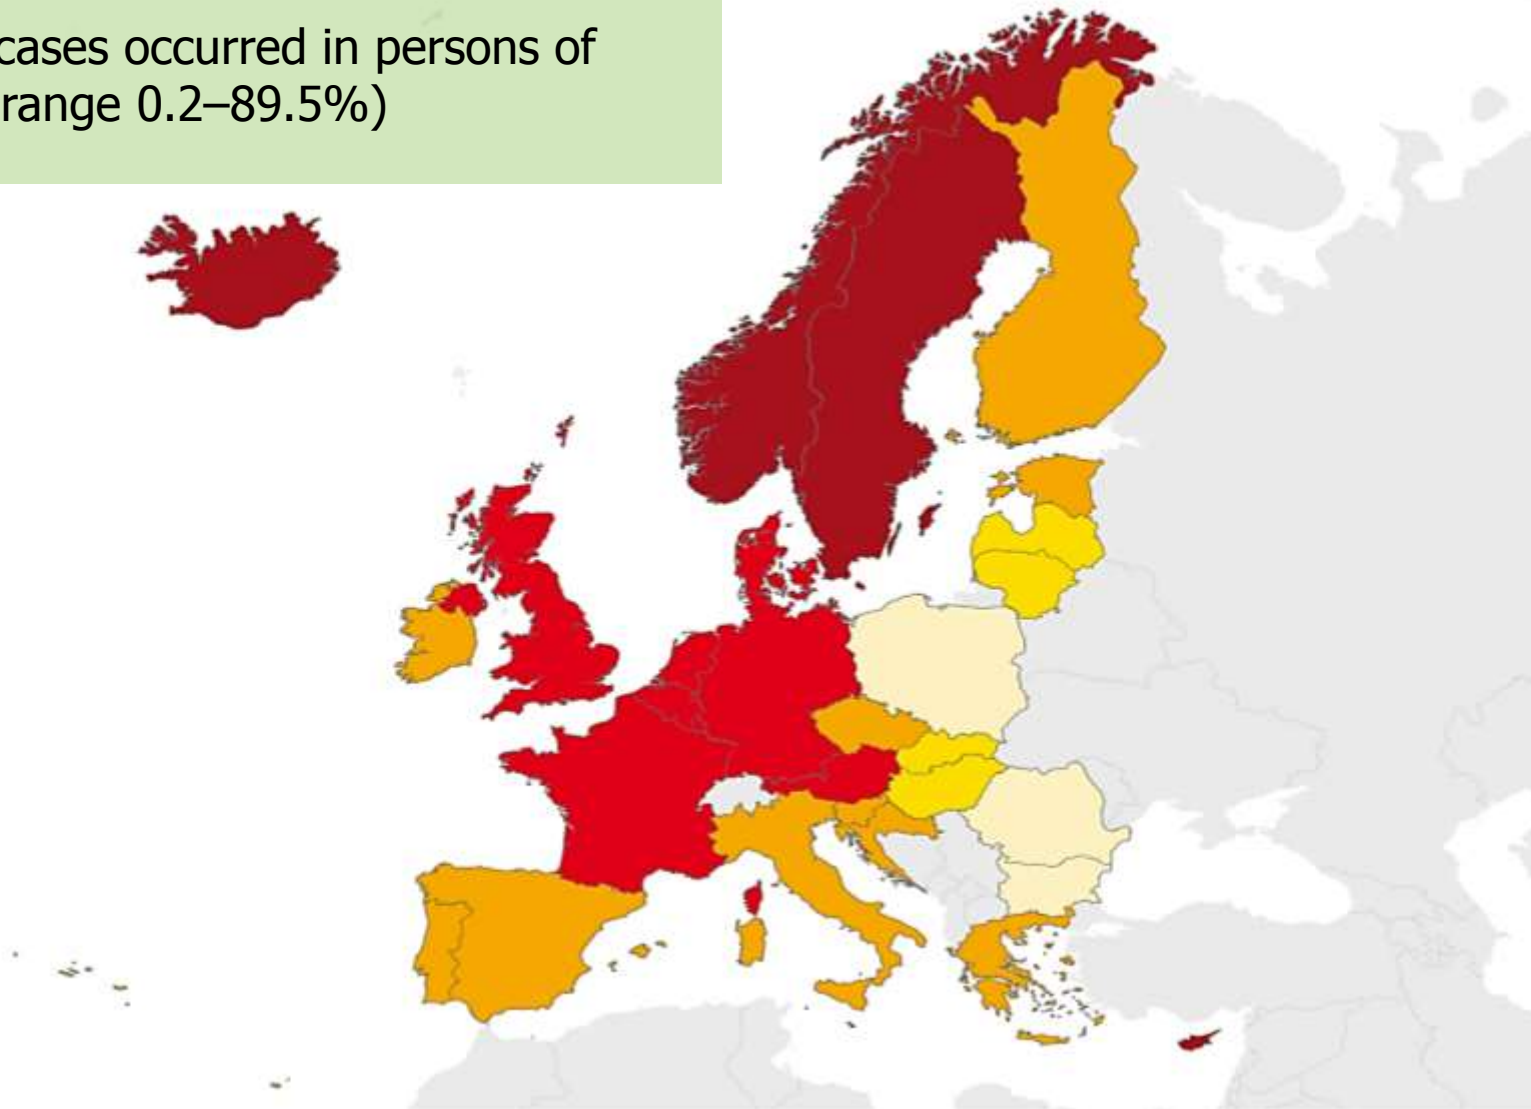 cases occurred in persons of
range 0.2–89.5%)